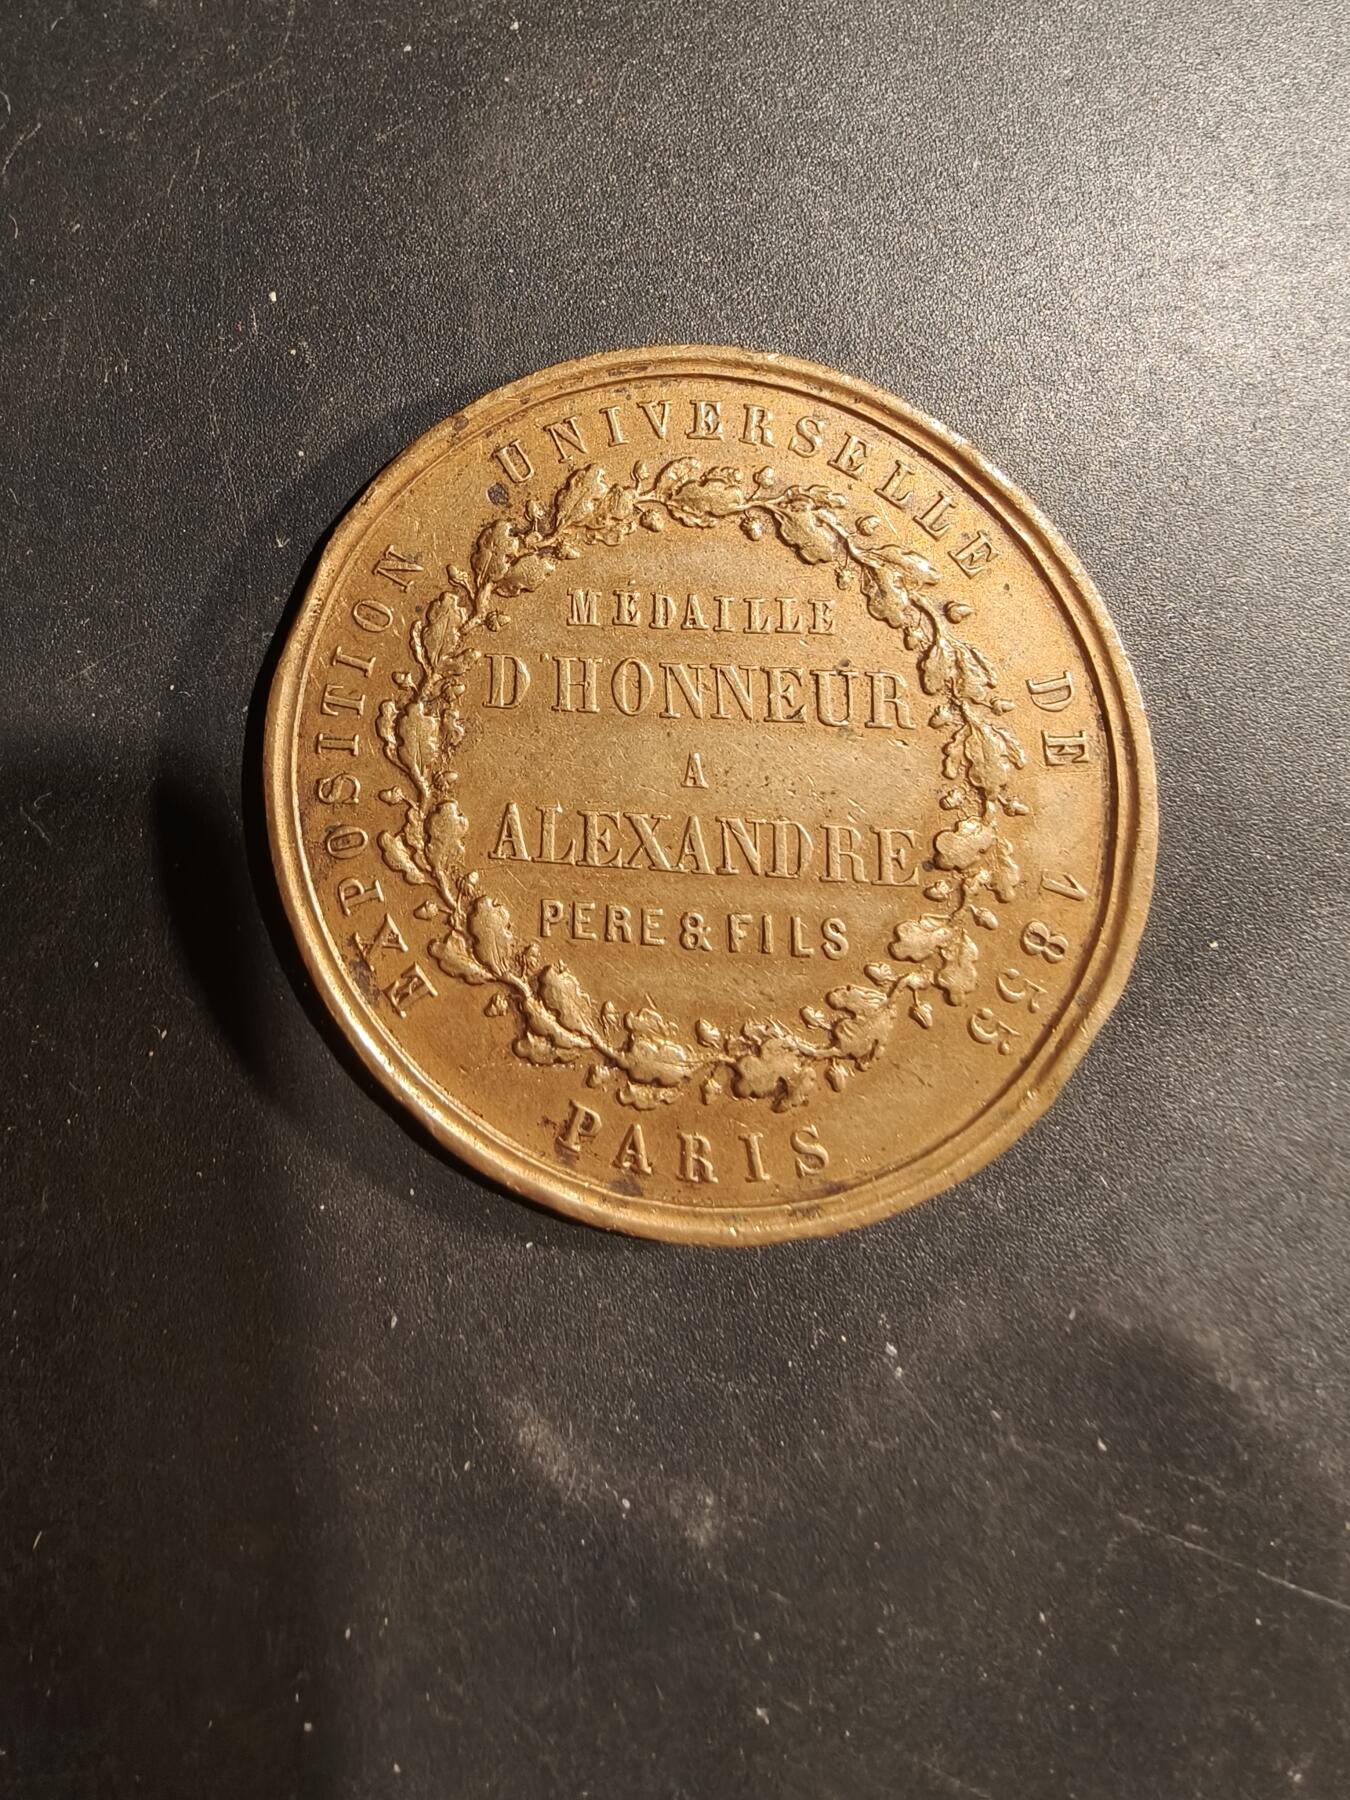 EXPOSITION UNIVERSELLE DE 1855.
MÉDAILLE
D'HONNEUR
A
ALEXANDRE
PERE & FILS
PARIS